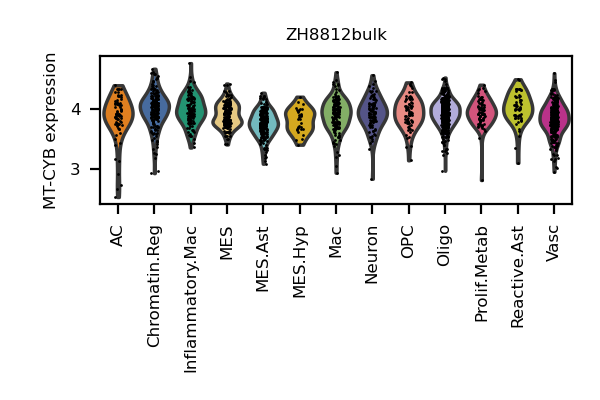 ZH8812bulk
MT-CYB expression
4
3
AC
Chromatin.Reg
Inflammatory.Mac
MES
MES.Ast
MES.Hyp
Mac
Neuron
OPC
Oligo
Prolif.Metab
Reactive.Ast
Vasc